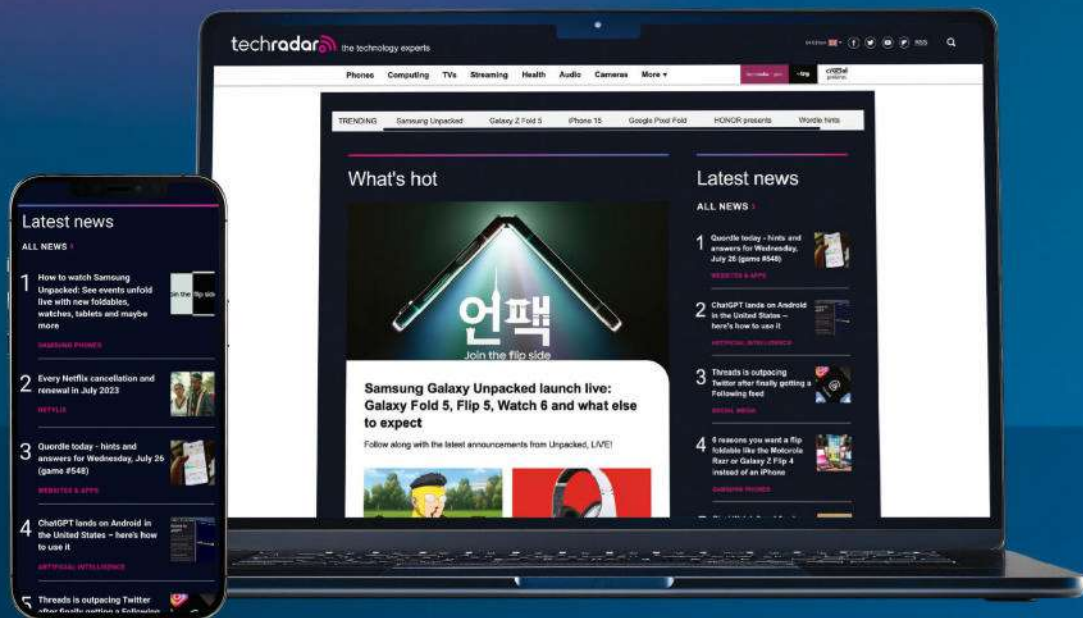 techradar the technology experts
RSS
Phones Computing TVs Streaming Health Audio Cameras More
crucial
TRENDING Samsung Unpacked Galaxy Z Fold 5 iPhone 15 Google Pixel Fold HONOR presents Wordle hints
What's hot
언팩
Join the flip side
Samsung Galaxy Unpacked launch live:
Galaxy Fold 5, Flip 5, Watch 6 and what else
to expect
Follow along with the latest announcements from Unpacked, LIVE!
Latest news
ALL NEWS
1 Quordle today - hints and
answers for Wednesday,
July 26 (game #548)
WEBSITES & APPS
2 ChatGPT lands on Android
in the United States –
here's how to use it
ARTIFICIAL INTELLIGENCE
3 Threads is outpacing
Twitter after finally getting a
Following feed
SOCIAL MEDIA
4 6 reasons you want a flip
foldable like the Motorola
Razr or Galaxy Z Flip 4
instead of an iPhone
SAMSUNG PHONES
Latest news
ALL NEWS
1 How to watch Samsung
Unpacked: See events unfold
live with new foldables,
watches, tablets and maybe
more
SAMSUNG PHONES
2 Every Netflix cancellation and
renewal in July 2023
NETFLIX
3 Quordle today - hints and
answers for Wednesday, July 26
(game #548)
WEBSITES & APPS
4 ChatGPT lands on Android in
the United States – here's how
to use it
ARTIFICIAL INTELLIGENCE
5 Threads is outpacing Twitter
after finally getting a Following